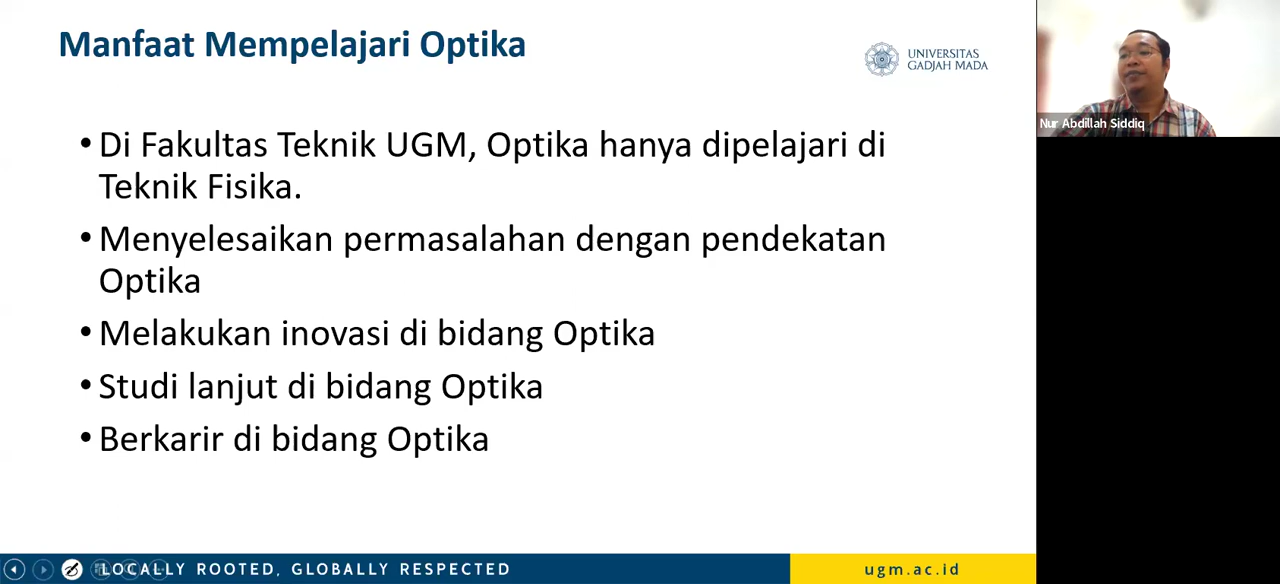 Manfaat Mempelajari Optika
UNIVERSITAS
GADJAH MADA
Nur Abdillah Siddiq
•Di Fakultas Teknik UGM, Optika hanya dipelajari di
Teknik Fisika.
•Menyelesaikan permasalahan dengan pendekatan
Optika
•Melakukan inovasi di bidang Optika
•Studi lanjut di bidang Optika
•Berkarir di bidang Optika
LOCALLY ROOTED, GLOBALLY RESPECTED
ugm.ac.id